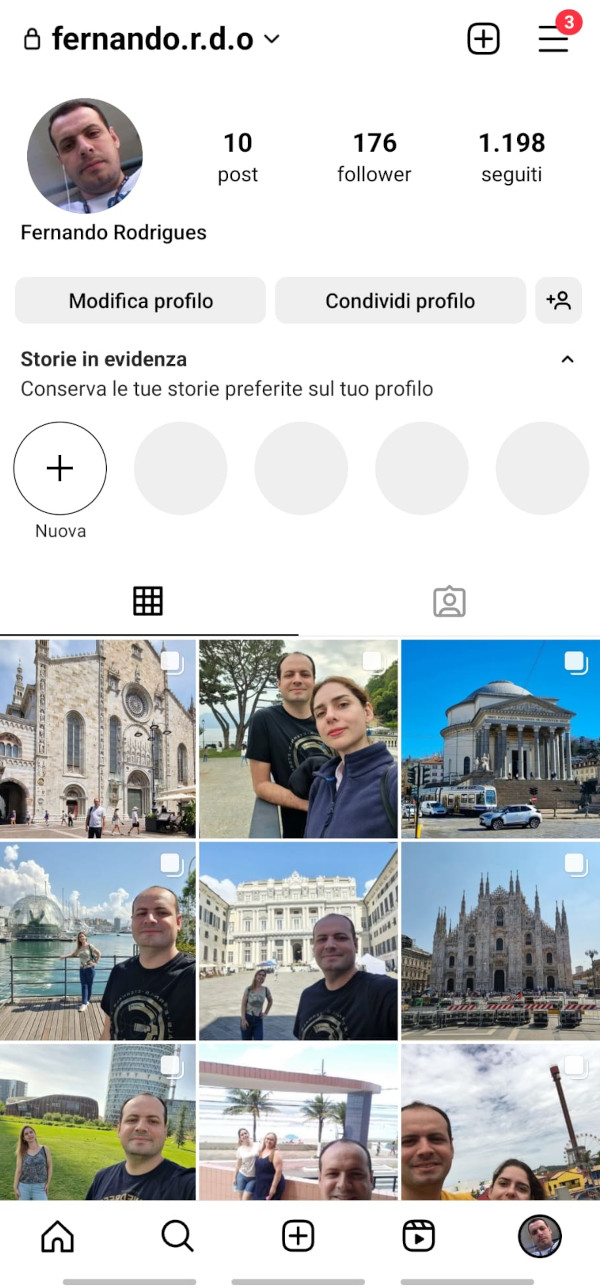 fernando.r.d.o
3
10
176
1.198
post
follower
seguiti
Fernando Rodrigues
Modifica profilo
Condividi profilo
Storie in evidenza
Conserva le tue storie preferite sul tuo profilo
Nuova